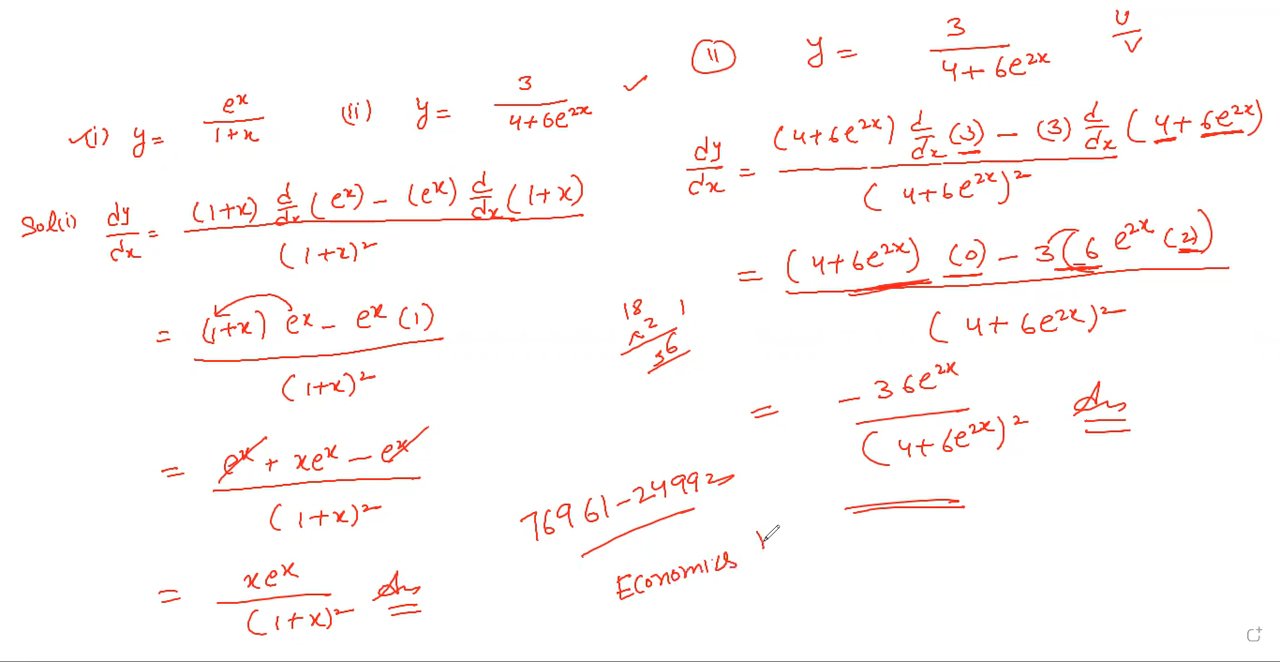 (i) y = e^x / (1+x) (ii) y = 3 / (4+6e^2x) ✓
Sol(i) dy/dx = [(1+x) d/dx (e^x) − (e^x) d/dx (1+x)] / (1+x)^2
= [(1+x) e^x − e^x (1)] / (1+x)^2
= [e^x + xe^x − e^x] / (1+x)^2
= xe^x / (1+x)^2 Ans
(ii) y = 3 / (4+6e^2x) U/V
dy/dx = [(4+6e^2x) d/dx (3) − (3) d/dx (4+6e^2x)] / (4+6e^2x)^2
= [(4+6e^2x) (0) − 3(6 e^2x (2))] / (4+6e^2x)^2
18 1
x2
36
= −36e^2x / (4+6e^2x)^2 Ans
76961-24992
Economics